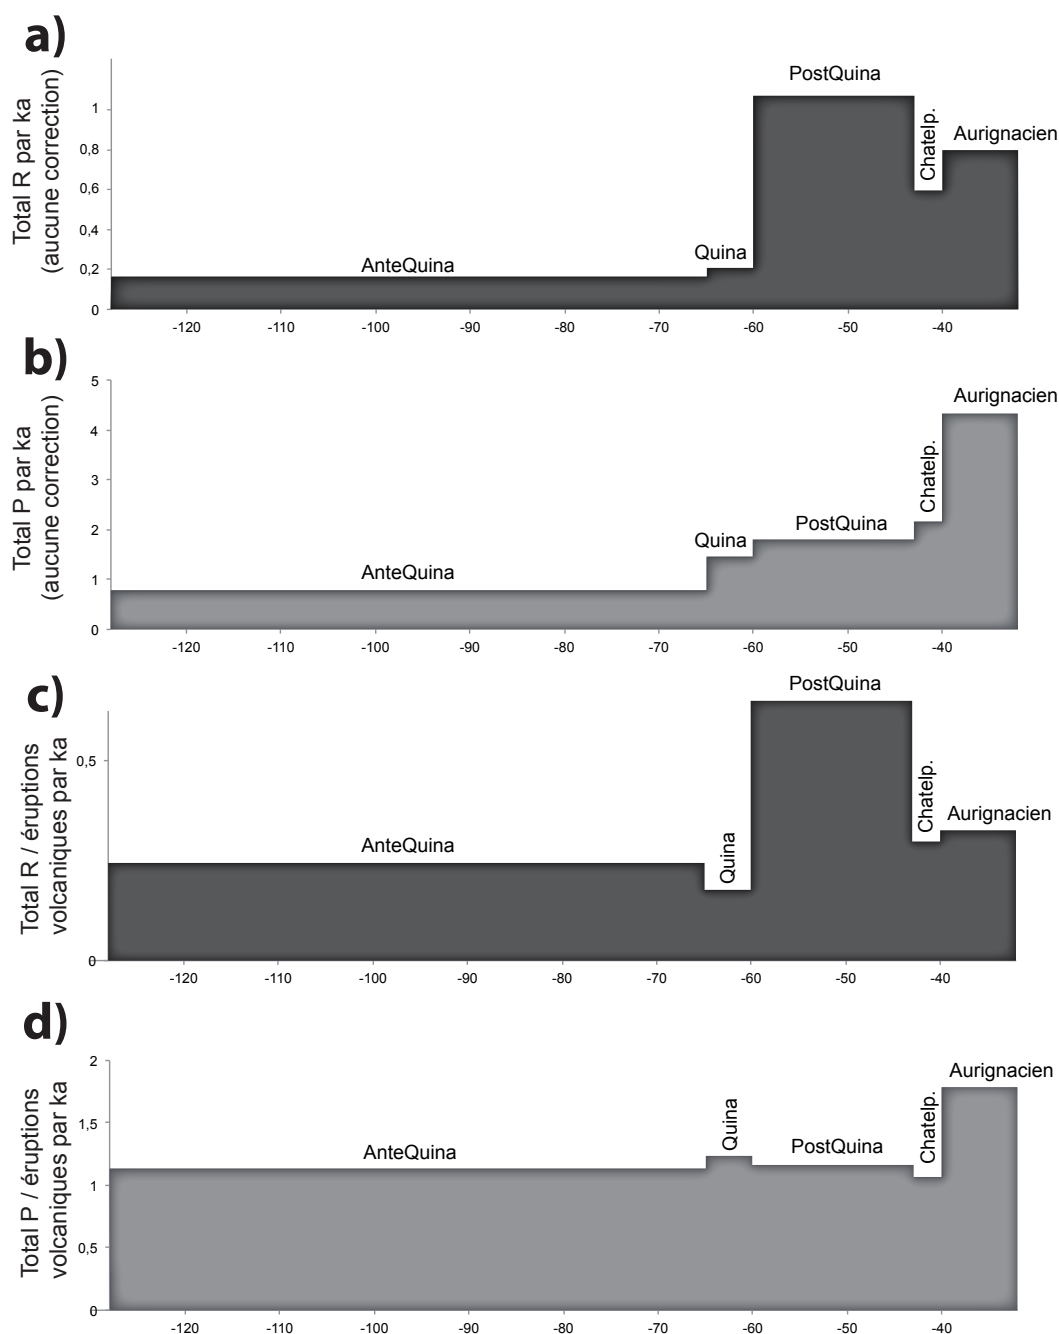 a)
Total R par ka
(aucune correction)
PostQuina
Chatelp.
Aurignacien
Quina
AnteQuina
1
0,8
0,6
0,4
0,2
0
-120 -110 -100 -90 -80 -70 -60 -50 -40
b)
Total P par ka
(aucune correction)
Aurignacien
Chatelp.
PostQuina
Quina
AnteQuina
5
4
3
2
1
0
-120 -110 -100 -90 -80 -70 -60 -50 -40
c)
Total R / éruptions
volcaniques par ka
PostQuina
Chatelp.
Aurignacien
AnteQuina
Quina
0,5
0
-120 -110 -100 -90 -80 -70 -60 -50 -40
d)
Total P / éruptions
volcaniques par ka
Aurignacien
Quina
Chatelp.
PostQuina
AnteQuina
2
1,5
1
0,5
0
-120 -110 -100 -90 -80 -70 -60 -50 -40